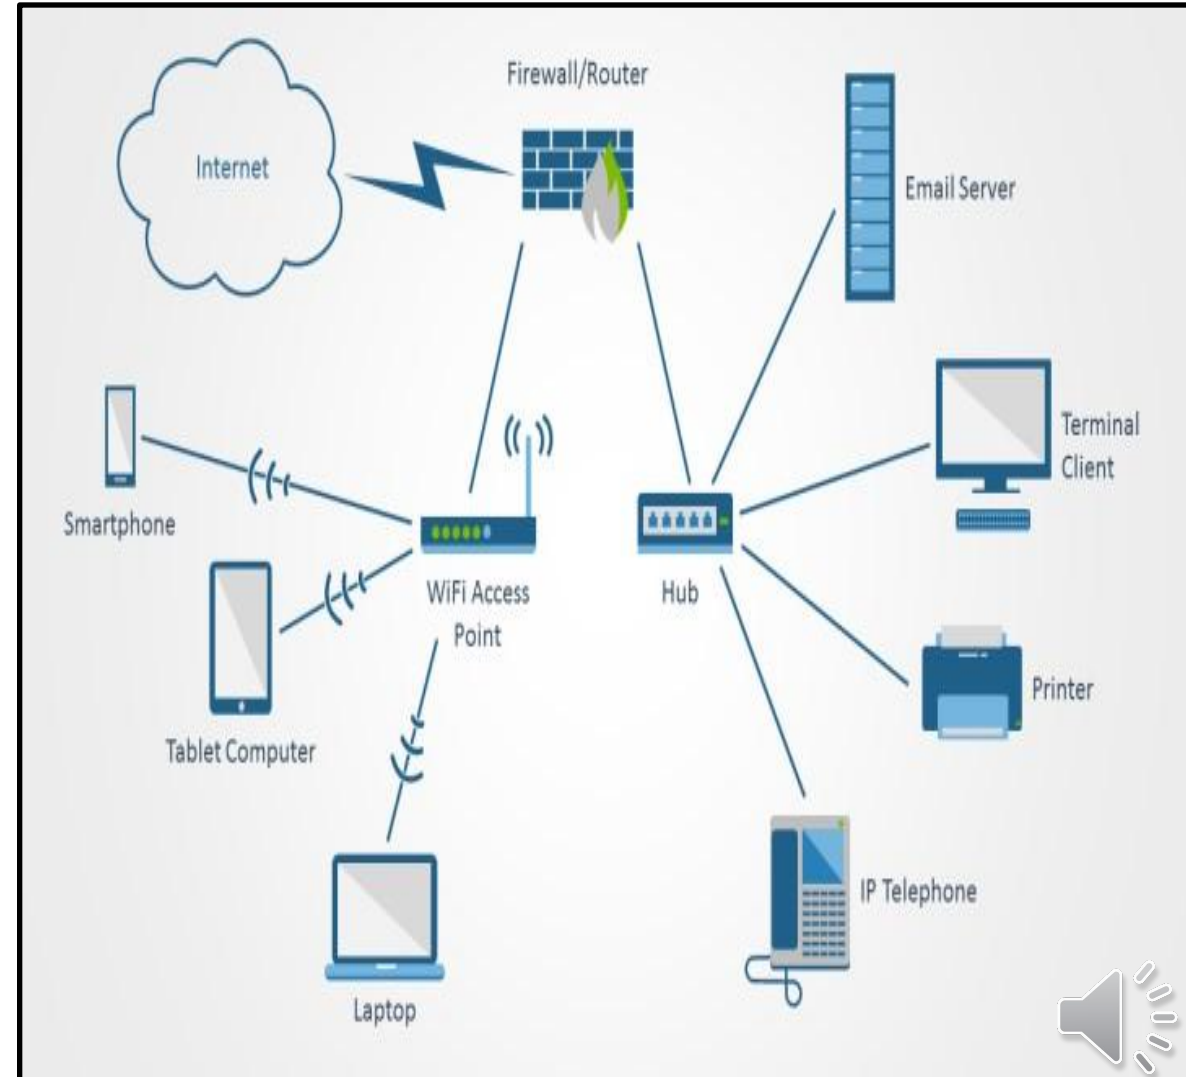 Firewall/Router
Internet
Email Server
Terminal
Client
Smartphone
WiFi Access
Point
Hub
Printer
Tablet Computer
IP Telephone
Laptop